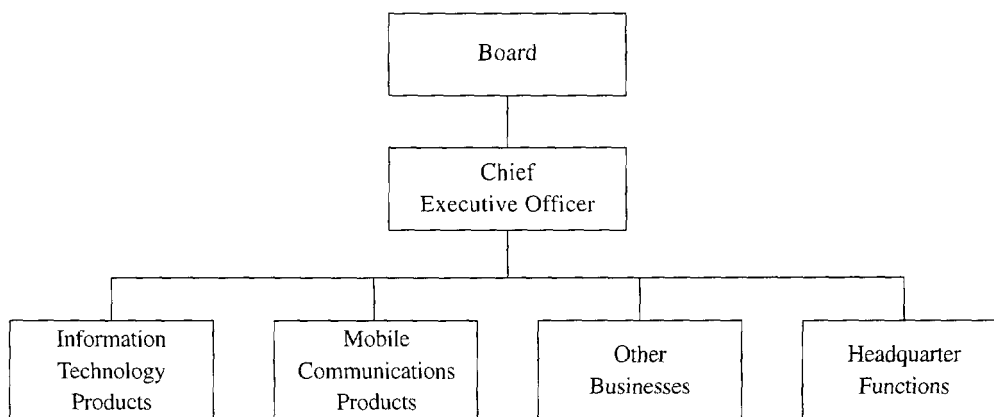 Board
Chief
Executive Officer
Information
Technology
Products
Mobile
Communications
Products
Other
Businesses
Headquarter
Functions